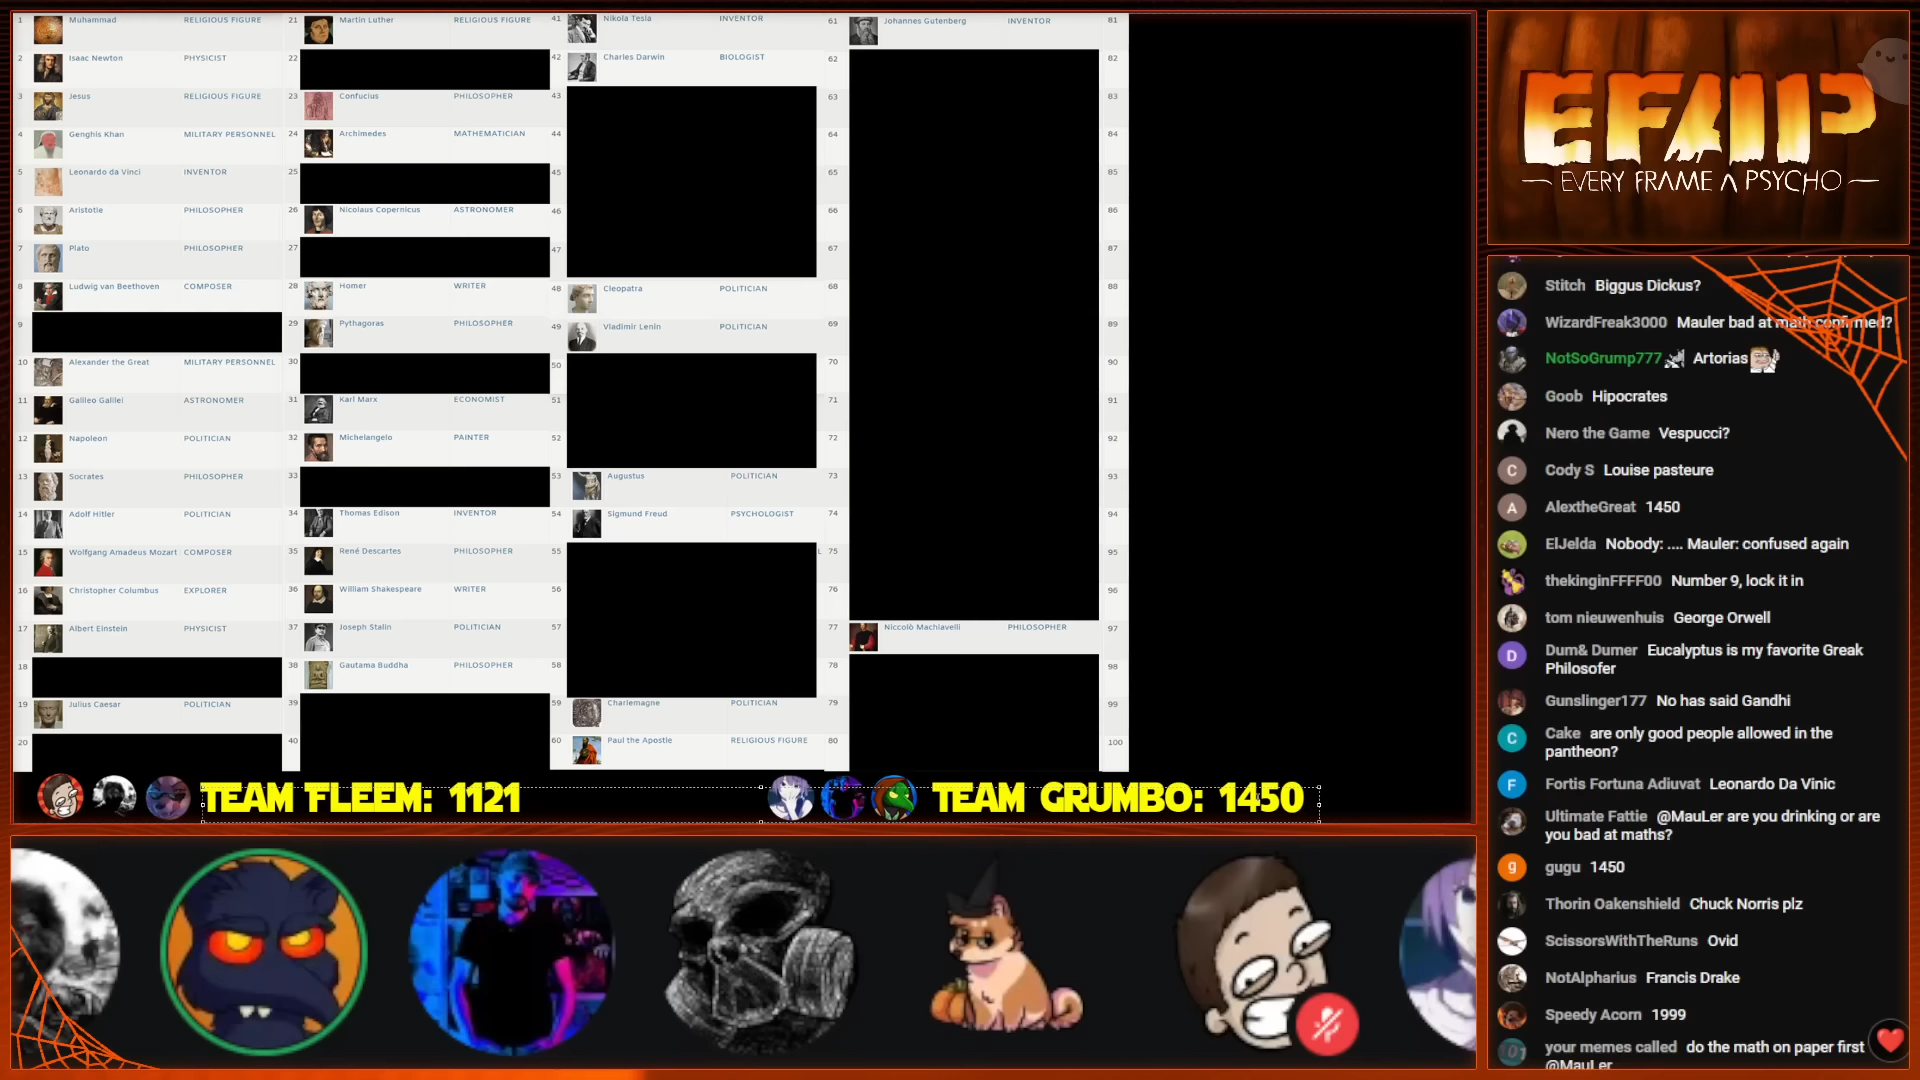 1 Muhammad RELIGIOUS FIGURE
2 Isaac Newton PHYSICIST
3 Jesus RELIGIOUS FIGURE
4 Genghis Khan MILITARY PERSONNEL
5 Leonardo da Vinci INVENTOR
6 Aristotle PHILOSOPHER
7 Plato PHILOSOPHER
8 Ludwig van Beethoven COMPOSER
9
10 Alexander the Great MILITARY PERSONNEL
11 Galileo Galilei ASTRONOMER
12 Napoleon POLITICIAN
13 Socrates PHILOSOPHER
14 Adolf Hitler POLITICIAN
15 Wolfgang Amadeus Mozart COMPOSER
16 Christopher Columbus EXPLORER
17 Albert Einstein PHYSICIST
18
19 Julius Caesar POLITICIAN
20
21 Martin Luther RELIGIOUS FIGURE
22
23 Confucius PHILOSOPHER
24 Archimedes MATHEMATICIAN
25
26 Nicolaus Copernicus ASTRONOMER
27
28 Homer WRITER
29 Pythagoras PHILOSOPHER
30
31 Karl Marx ECONOMIST
32 Michelangelo PAINTER
33
34 Thomas Edison INVENTOR
35 René Descartes PHILOSOPHER
36 William Shakespeare WRITER
37 Joseph Stalin POLITICIAN
38 Gautama Buddha PHILOSOPHER
39
40
41 Nikola Tesla INVENTOR
42 Charles Darwin BIOLOGIST
43
44
45
46
47
48 Cleopatra POLITICIAN
49 Vladimir Lenin POLITICIAN
50
51
52
53 Augustus POLITICIAN
54 Sigmund Freud PSYCHOLOGIST
55
56
57
58
59 Charlemagne POLITICIAN
60 Paul the Apostle RELIGIOUS FIGURE
61 Johannes Gutenberg INVENTOR
62
63
64
65
66
67
68
69
70
71
72
73
74
75
76
77 Niccolò Machiavelli PHILOSOPHER
78
79
80
81
82
83
84
85
86
87
88
89
90
91
92
93
94
95
96
97
98
99
100
TEAM FLEEM: 1121
TEAM GRUMBO: 1450
EFAP
EVERY FRAME A PSYCHO
Stitch Biggus Dickus?
WizardFreak3000 Mauler bad at math confirmed?
NotSoGrump777 Artorias
Goob Hipocrates
Nero the Game Vespucci?
C Cody S Louise pasteure
A AlextheGreat 1450
ElJelda Nobody: .... Mauler: confused again
thekinginFFFF00 Number 9, lock it in
tom nieuwenhuis George Orwell
D Dum& Dumer Eucalyptus is my favorite Greak
Philosofer
Gunslinger177 No has said Gandhi
C Cake are only good people allowed in the
pantheon?
F Fortis Fortuna Adiuvat Leonardo Da Vinic
Ultimate Fattie @MauLer are you drinking or are
you bad at maths?
g gugu 1450
Thorin Oakenshield Chuck Norris plz
ScissorsWithTheRuns Ovid
NotAlpharius Francis Drake
Speedy Acorn 1999
your memes called do the math on paper first
@MauLer